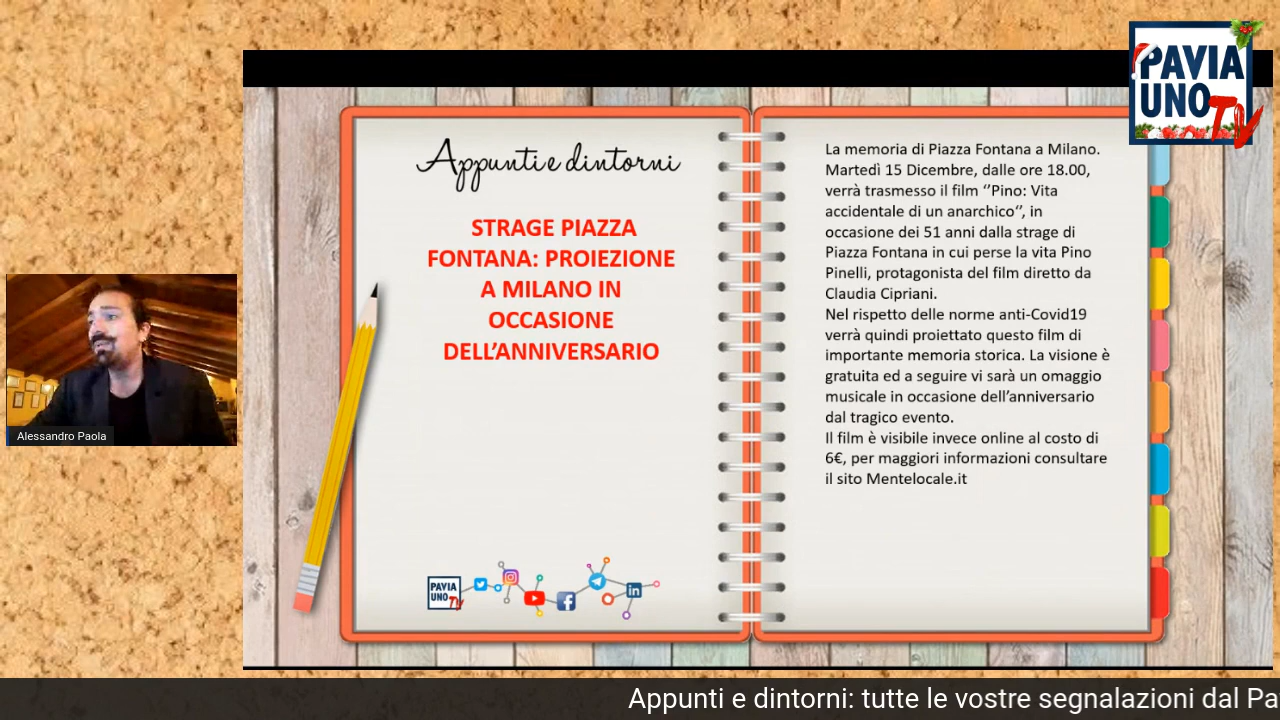 PAVIA
UNO TV
Appunti e dintorni
STRAGE PIAZZA
FONTANA: PROIEZIONE
A MILANO IN
OCCASIONE
DELL’ANNIVERSARIO
PAVIA
UNO TV
La memoria di Piazza Fontana a Milano.
Martedì 15 Dicembre, dalle ore 18.00,
verrà trasmesso il film “Pino: Vita
accidentale di un anarchico”, in
occasione dei 51 anni dalla strage di
Piazza Fontana in cui perse la vita Pino
Pinelli, protagonista del film diretto da
Claudia Cipriani.
Nel rispetto delle norme anti-Covid19
verrà quindi proiettato questo film di
importante memoria storica. La visione è
gratuita ed a seguire vi sarà un omaggio
musicale in occasione dell’anniversario
dal tragico evento.
Il film è visibile invece online al costo di
6€, per maggiori informazioni consultare
il sito Mentelocale.it
Alessandro Paola
Appunti e dintorni: tutte le vostre segnalazioni dal Pa